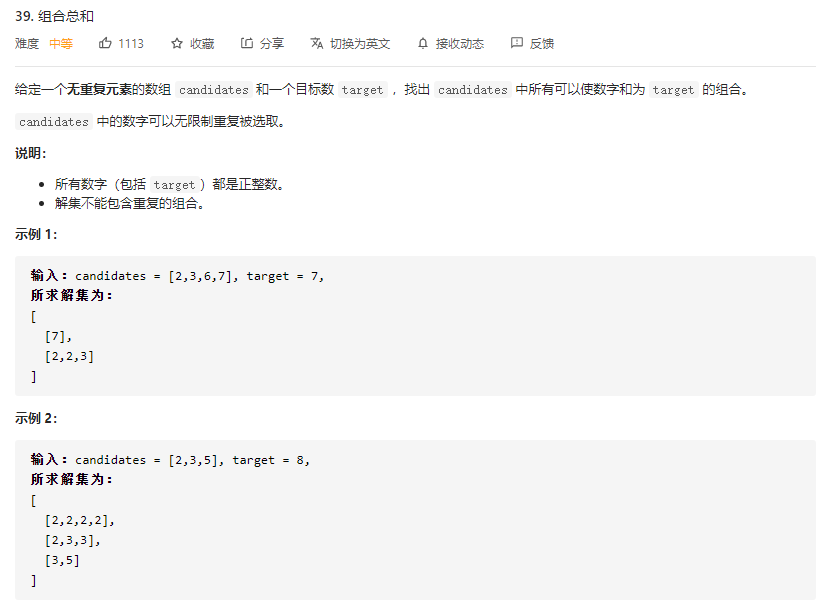 39. 组合总和
难度 中等 1113 收藏 分享 切换为英文 接收动态 反馈
给定一个无重复元素的数组 candidates 和一个目标数 target ，找出 candidates 中所有可以使数字和为 target 的组合。
candidates 中的数字可以无限制重复被选取。
说明：
• 所有数字（包括 target）都是正整数。
• 解集不能包含重复的组合。
示例 1：
输入：candidates = [2,3,6,7], target = 7,
所求解集为：
[
[7],
[2,2,3]
]
示例 2：
输入：candidates = [2,3,5], target = 8,
所求解集为：
[
[2,2,2,2],
[2,3,3],
[3,5]
]